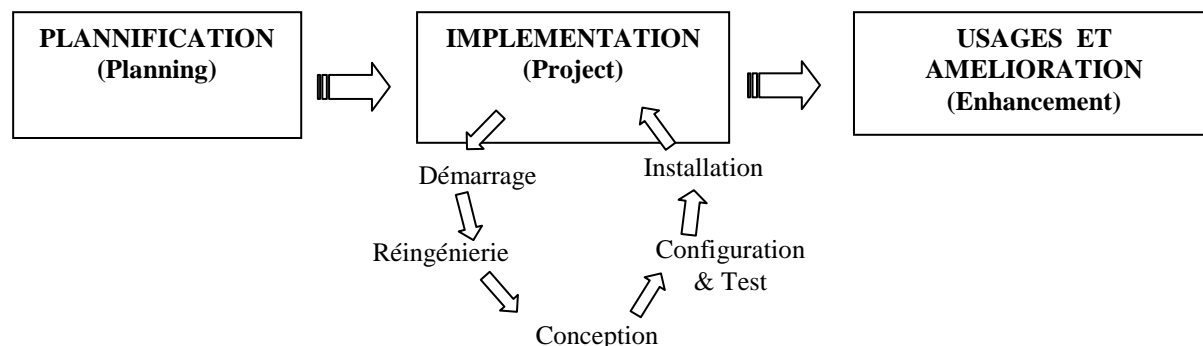 PLANNIFICATION
(Planning)
IMPLEMENTATION
(Project)
USAGES ET
AMELIORATION
(Enhancement)
Démarrage
Réingénierie
Conception
Configuration
& Test
Installation